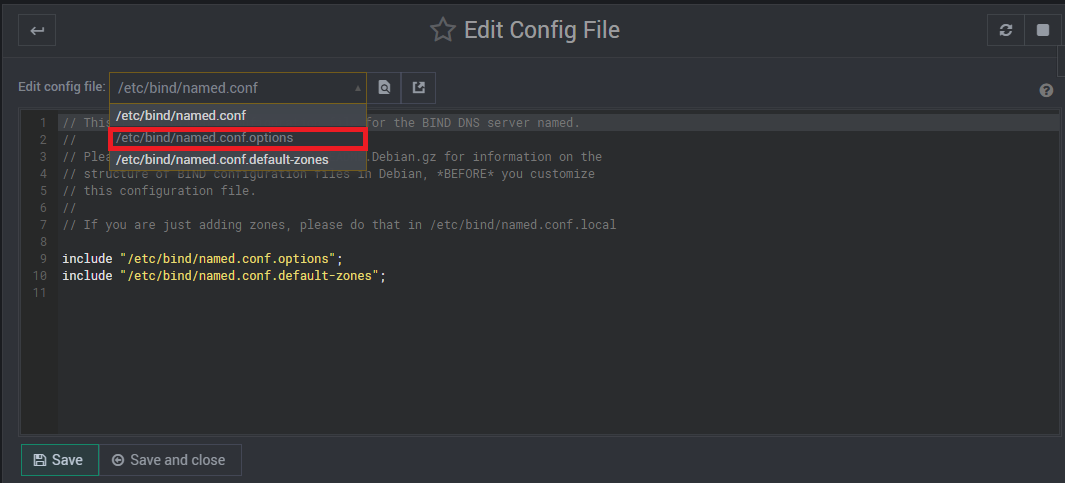 Edit Config File
Edit config file: /etc/bind/named.conf
/etc/bind/named.conf
/etc/bind/named.conf.options
/etc/bind/named.conf.default-zones
1 // This for the BIND DNS server named.
2 //
3 // Plea .Debian.gz for information on the
4 // structure of BIND configuration files in Debian, *BEFORE* you customize
5 // this configuration file.
6 //
7 // If you are just adding zones, please do that in /etc/bind/named.conf.local
8
9 include "/etc/bind/named.conf.options";
10 include "/etc/bind/named.conf.default-zones";
11
Save
Save and close